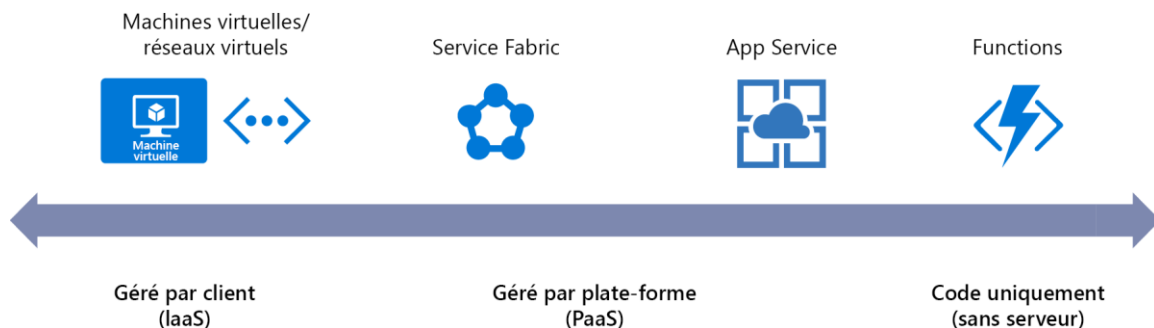 Machines virtuelles/
réseaux virtuels
Service Fabric
App Service
Functions
Machine
virtuelle
Géré par client
(IaaS)
Géré par plate-forme
(PaaS)
Code uniquement
(sans serveur)